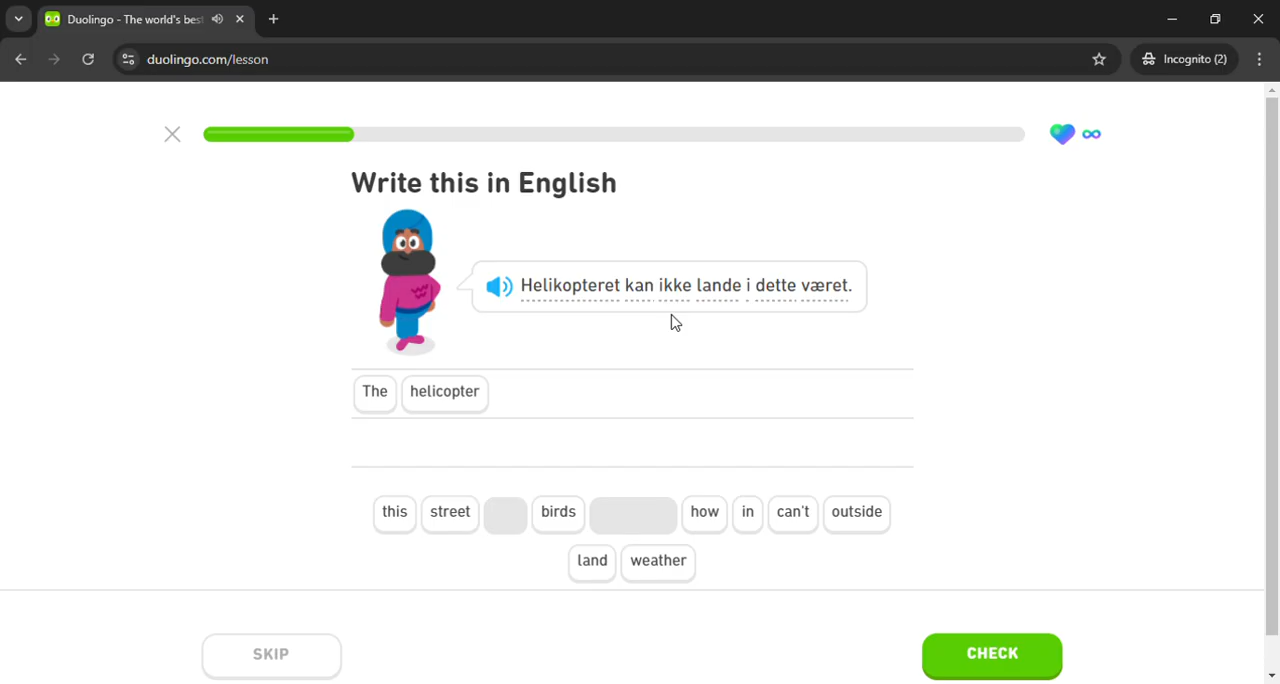 Duolingo - The world's best
duolingo.com/lesson
Incognito (2)
Write this in English
Helikopteret kan ikke lande i dette været.
The helicopter
this street birds how in can't outside
land weather
SKIP
CHECK